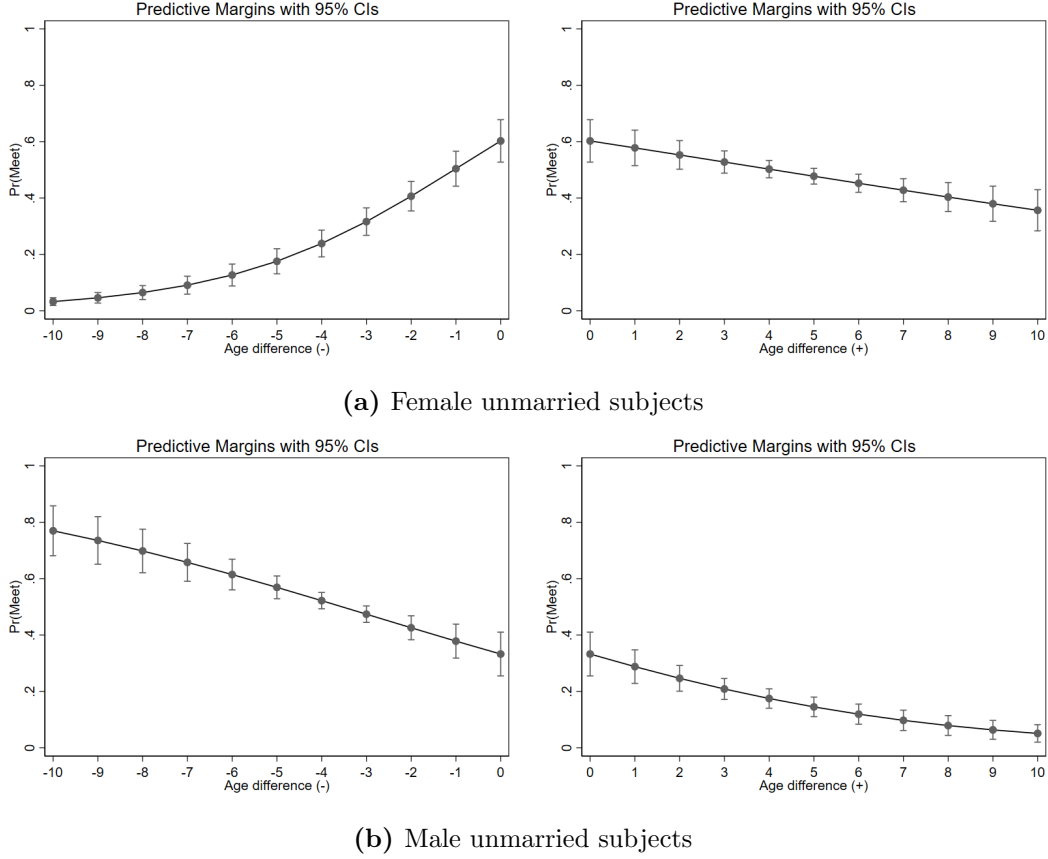 Predictive Margins with 95% CIs
Pr(Meet)
1
.8
.6
.4
.2
0
-10 -9 -8 -7 -6 -5 -4 -3 -2 -1 0
Age difference (-)
Predictive Margins with 95% CIs
Pr(Meet)
1
.8
.6
.4
.2
0
0 1 2 3 4 5 6 7 8 9 10
Age difference (+)
(a) Female unmarried subjects
Predictive Margins with 95% CIs
Pr(Meet)
1
.8
.6
.4
.2
0
-10 -9 -8 -7 -6 -5 -4 -3 -2 -1 0
Age difference (-)
Predictive Margins with 95% CIs
Pr(Meet)
1
.8
.6
.4
.2
0
0 1 2 3 4 5 6 7 8 9 10
Age difference (+)
(b) Male unmarried subjects